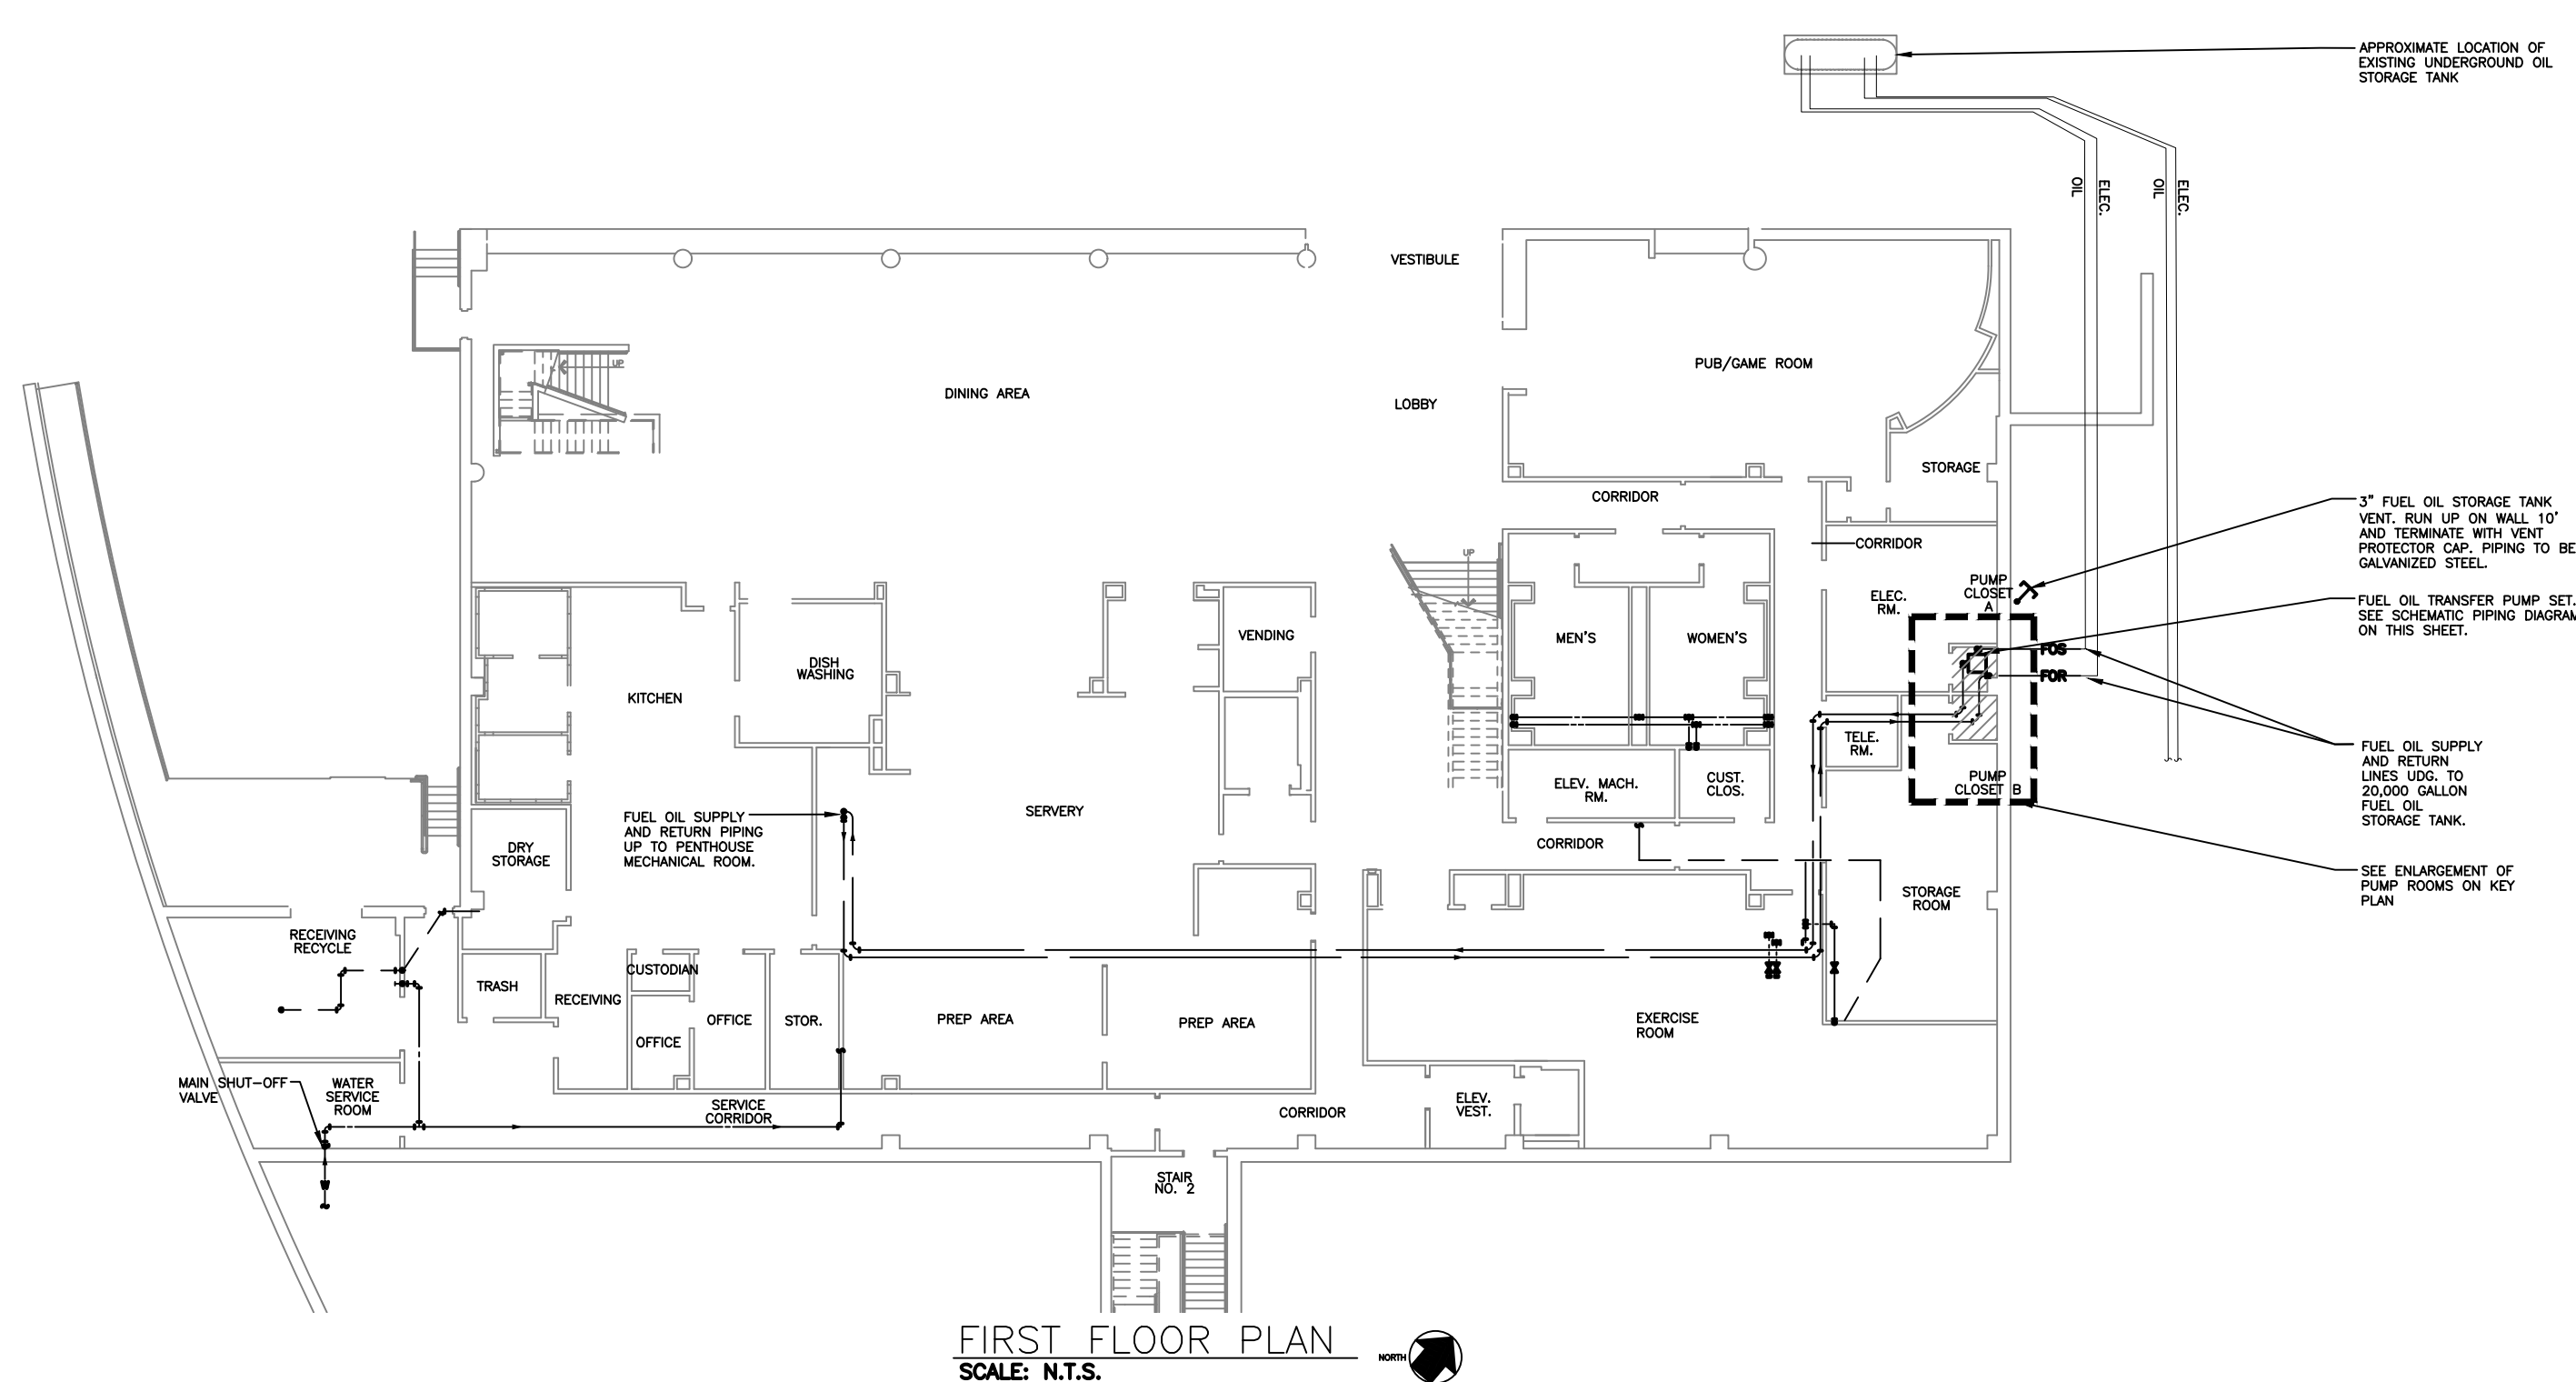 APPROXIMATE LOCATION OF
EXISTING UNDERGROUND OIL
STORAGE TANK
OIL
ELEC.
OIL
ELEC.
VESTIBULE
PUB/GAME ROOM
UP
DINING AREA
LOBBY
STORAGE
CORRIDOR
3" FUEL OIL STORAGE TANK
VENT. RUN UP ON WALL 10'
AND TERMINATE WITH VENT
PROTECTOR CAP. PIPING TO BE
GALVANIZED STEEL.
CORRIDOR
UP
PUMP
CLOSET
A
ELEC.
RM.
FUEL OIL TRANSFER PUMP SET.
SEE SCHEMATIC PIPING DIAGRAM
ON THIS SHEET.
VENDING
MEN'S
WOMEN'S
FOS
DISH
WASHING
FOR
KITCHEN
TELE.
RM.
FUEL OIL SUPPLY
AND RETURN
LINES UDG. TO
20,000 GALLON
FUEL OIL
STORAGE TANK.
ELEV. MACH.
RM.
CUST.
CLOS.
PUMP
CLOSET B
SERVERY
FUEL OIL SUPPLY
AND RETURN PIPING
UP TO PENTHOUSE
MECHANICAL ROOM.
DRY
STORAGE
CORRIDOR
SEE ENLARGEMENT OF
PUMP ROOMS ON KEY
PLAN
STORAGE
ROOM
RECEIVING
RECYCLE
CUSTODIAN
TRASH
RECEIVING
OFFICE
STOR.
PREP AREA
PREP AREA
EXERCISE
ROOM
OFFICE
MAIN SHUT-OFF
VALVE
WATER
SERVICE
ROOM
SERVICE
CORRIDOR
CORRIDOR
ELEV.
VEST.
STAIR
NO. 2
W
FIRST FLOOR PLAN
SCALE: N.T.S.
NORTH